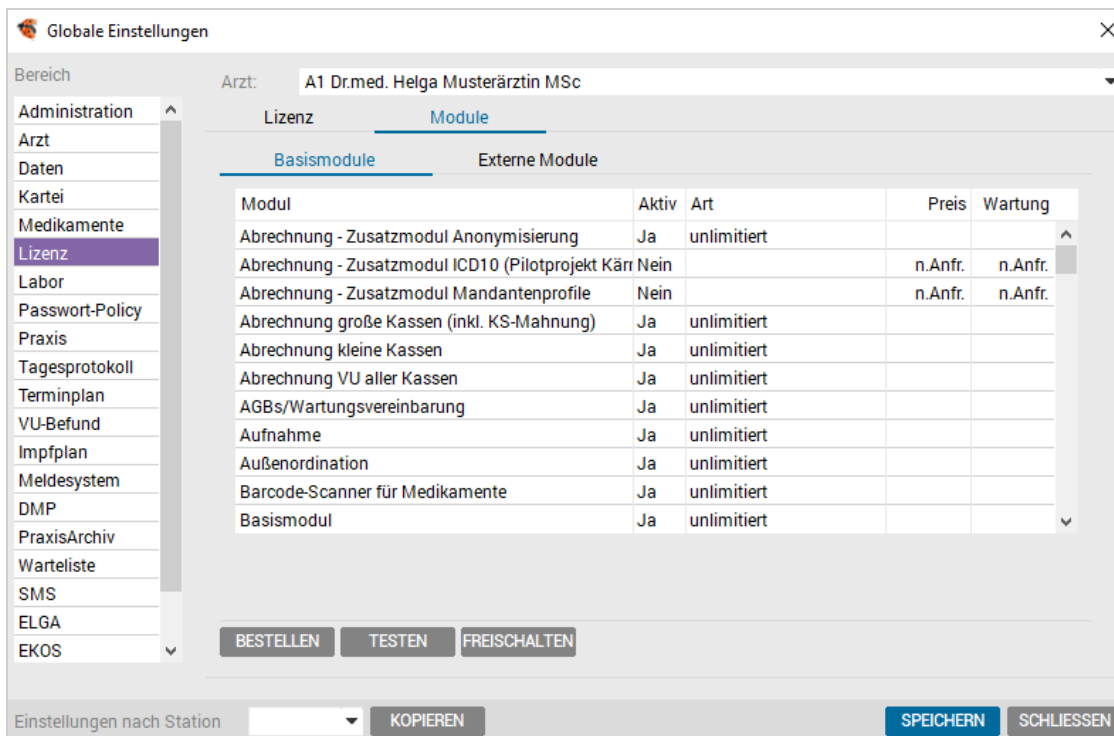 Globale Einstellungen
Bereich
Arzt: A1 Dr.med. Helga Musterärztin MSc
Administration
Arzt
Daten
Kartei
Medikamente
Lizenz
Labor
Passwort-Policy
Praxis
Tagesprotokoll
Terminplan
VU-Befund
Impfplan
Meldesystem
DMP
PraxisArchiv
Warteliste
SMS
ELGA
EKOS
Lizenz Module
Basismodule Externe Module
Modul Aktiv Art Preis Wartung
Abrechnung - Zusatzmodul Anonymisierung Ja unlimitiert
Abrechnung - Zusatzmodul ICD10 (Pilotprojekt Nein n.Anfr. n.Anfr.
Abrechnung - Zusatzmodul Mandantenprofile Nein n.Anfr. n.Anfr.
Abrechnung große Kassen (inkl. KS-Mahnung) Ja unlimitiert
Abrechnung kleine Kassen Ja unlimitiert
Abrechnung VU aller Kassen Ja unlimitiert
AGBs/Wartungsvereinbarung Ja unlimitiert
Aufnahme Ja unlimitiert
Außenordination Ja unlimitiert
Barcode-Scanner für Medikamente Ja unlimitiert
Basismodul Ja unlimitiert
BESTELLEN TESTEN FREISCHALTEN
Einstellungen nach Station KOPIEREN SPEICHERN SCHLIESSEN